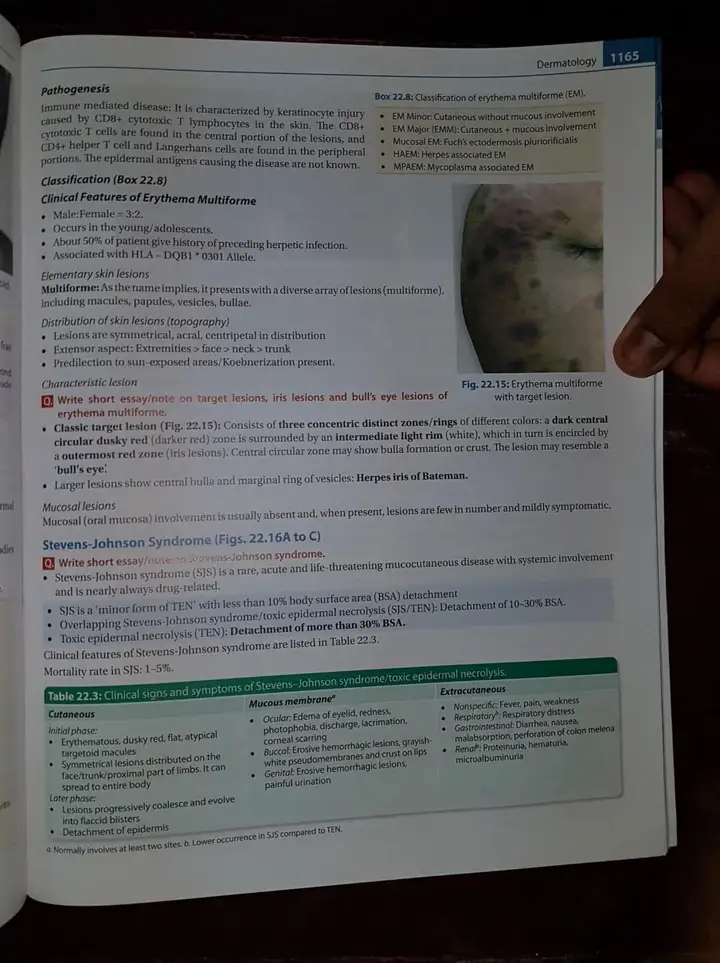 Dermatology 1165
Pathogenesis
Immune mediated disease: It is characterized by keratinocyte injury
caused by CD8+ cytotoxic T lymphocytes in the skin. The CD8+
cytotoxic T cells are found in the central portion of the lesions, and
CD4+ helper T cell and Langerhans cells are found in the peripheral
portions. The epidermal antigens causing the disease are not known.
Box 22.8: Classification of erythema multiforme (EM).
• EM Minor: Cutaneous without mucous involvement
• EM Major (EMM): Cutaneous + mucous involvement
• Mucosal EM: Fuch's ectodermosis pluriorificialis
• HAEM: Herpes associated EM
• MPAEM: Mycoplasma associated EM
Classification (Box 22.8)
Clinical Features of Erythema Multiforme
• Male:Female = 3:2.
• Occurs in the young/adolescents.
• About 50% of patient give history of preceding herpetic infection.
• Associated with HLA – DQB1 * 0301 Allele.
Elementary skin lesions
Multiforme: As the name implies, it presents with a diverse array of lesions (multiforme),
including macules, papules, vesicles, bullae.
Distribution of skin lesions (topography)
• Lesions are symmetrical, acral, centripetal in distribution
• Extensor aspect: Extremities > face > neck > trunk
• Predilection to sun-exposed areas/Koebnerization present.
Fig. 22.15: Erythema multiforme
with target lesion.
Characteristic lesion
Q. Write short essay/note on target lesions, iris lesions and bull's eye lesions of
erythema multiforme.
• Classic target lesion (Fig. 22.15): Consists of three concentric distinct zones/rings of different colors: a dark central
circular dusky red (darker red) zone is surrounded by an intermediate light rim (white), which in turn is encircled by
a outermost red zone (iris lesions). Central circular zone may show bulla formation or crust. The lesion may resemble a
'bull's eye'.
• Larger lesions show central bulla and marginal ring of vesicles: Herpes iris of Bateman.
Mucosal lesions
Mucosal (oral mucosa) involvement is usually absent and, when present, lesions are few in number and mildly symptomatic.
Stevens-Johnson Syndrome (Figs. 22.16A to C)
Q. Write short essay/note on Stevens-Johnson syndrome.
• Stevens-Johnson syndrome (SJS) is a rare, acute and life-threatening mucocutaneous disease with systemic involvement
and is nearly always drug-related.
• SJS is a 'minor form of TEN' with less than 10% body surface area (BSA) detachment
• Overlapping Stevens-Johnson syndrome/toxic epidermal necrolysis (SJS/TEN): Detachment of 10–30% BSA.
• Toxic epidermal necrolysis (TEN): Detachment of more than 30% BSA.
Clinical features of Stevens-Johnson syndrome are listed in Table 22.3.
Mortality rate in SJS: 1–5%.
Table 22.3: Clinical signs and symptoms of Stevens–Johnson syndrome/toxic epidermal necrolysis.
Cutaneous
Initial phase:
• Erythematous, dusky red, flat, atypical
targetoid macules
• Symmetrical lesions distributed on the
face/trunk/proximal part of limbs. It can
spread to entire body
Later phase:
• Lesions progressively coalesce and evolve
into flaccid blisters
• Detachment of epidermis
Mucous membraneᵃ
• Ocular: Edema of eyelid, redness,
photophobia, discharge, lacrimation,
corneal scarring
• Buccal: Erosive hemorrhagic lesions, grayish-
white pseudomembranes and crust on lips
• Genital: Erosive hemorrhagic lesions,
painful urination
Extracutaneous
• Nonspecific: Fever, pain, weakness
• Respiratoryᵇ: Respiratory distress
• Gastrointestinal: Diarrhea, nausea,
malabsorption, perforation of colon melena
• Renalᵇ: Proteinuria, hematuria,
microalbuminuria
a. Normally involves at least two sites, b. Lower occurrence in SJS compared to TEN.